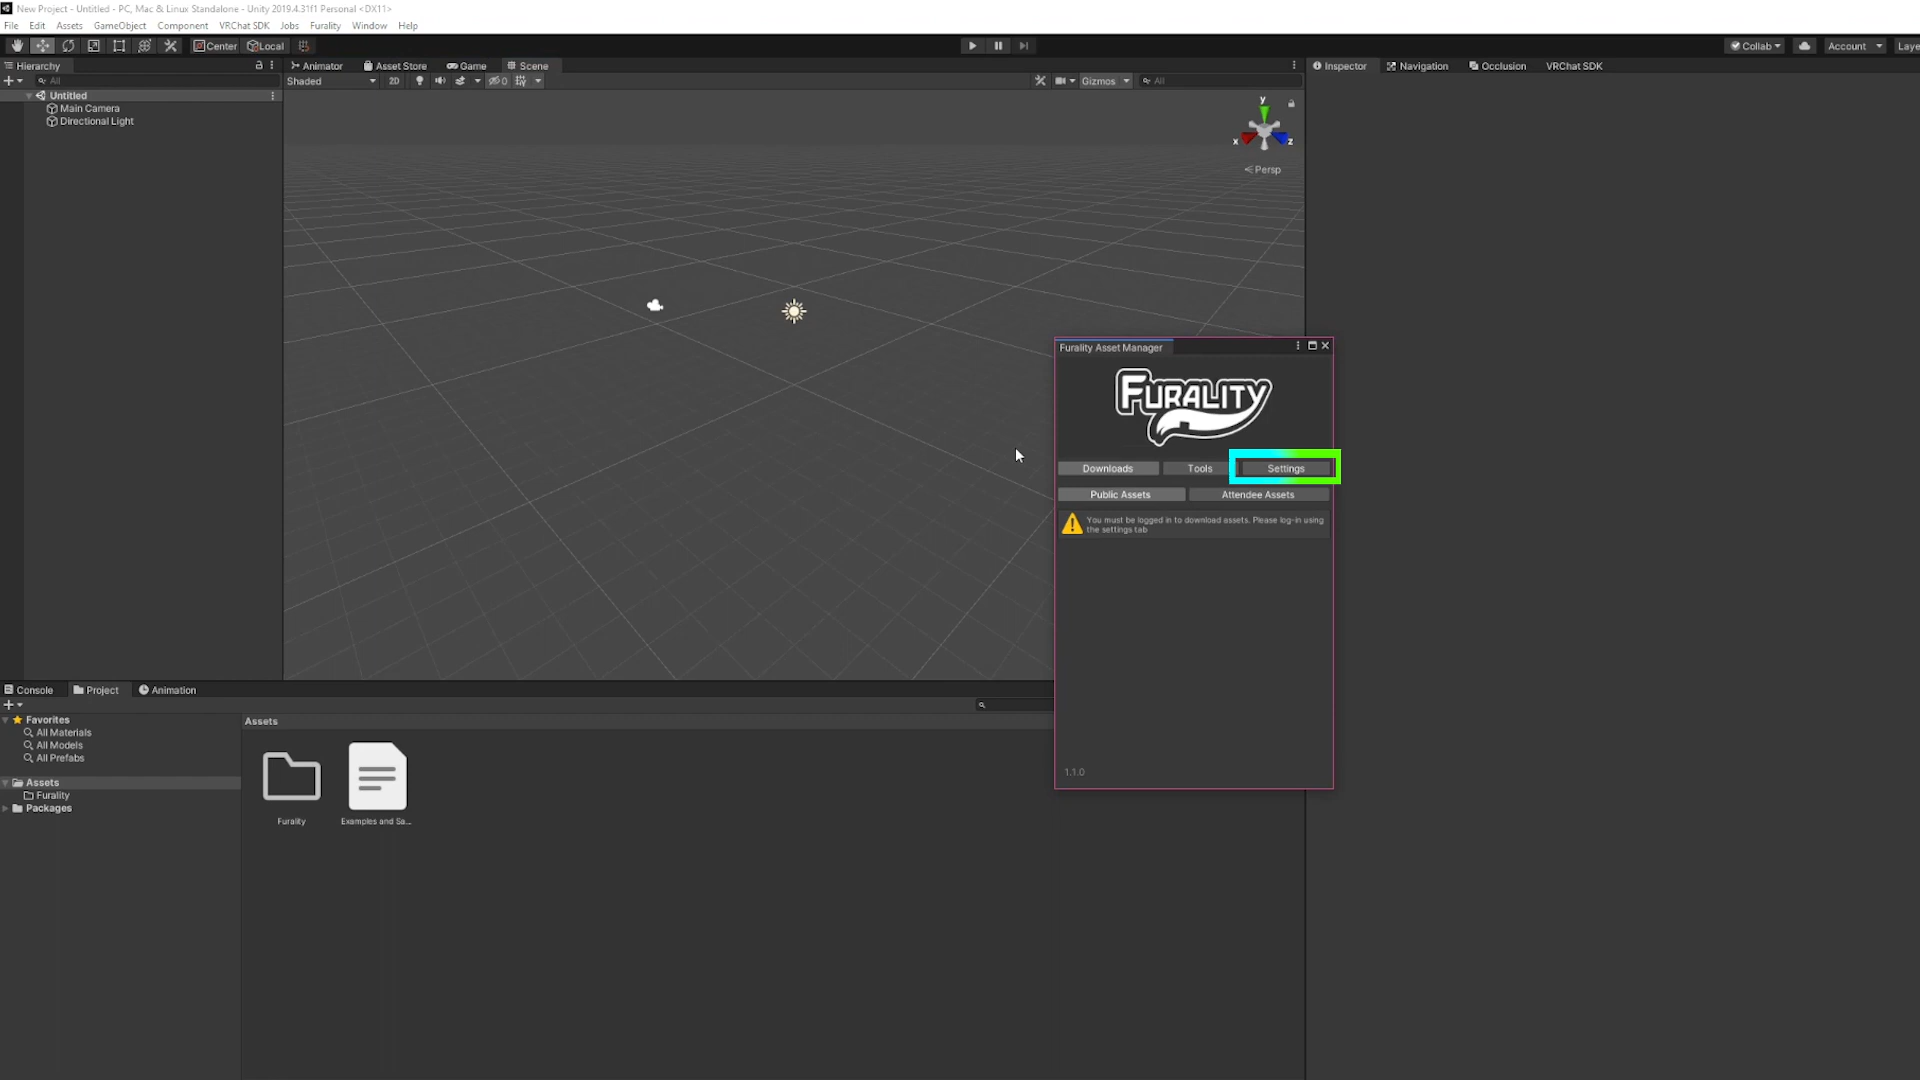 New Project - Untitled - PC, Mac & Linux Standalone - Unity 2019.4.31f1 Personal <DX11>
File Edit Assets GameObject Component VRChat SDK Jobs Furality Window Help
Center Local Collab Account Laye
Hierarchy Animator Asset Store Game Scene Inspector Navigation Occlusion VRChat SDK
All Shaded 2D 0 Gizmos All
Untitled
Main Camera
Directional Light
y
x z
Persp
Furality Asset Manager
FURALITY
Downloads Tools Settings
Public Assets Attendee Assets
You must be logged in to download assets. Please log-in using
the settings tab
1.1.0
Console Project Animation
Favorites
All Materials
All Models
All Prefabs
Assets
Furality
Packages
Assets
Furality Examples and Sa...